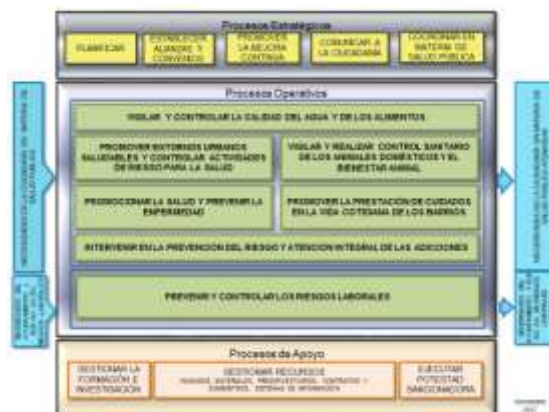 Procesos Estratégicos
PLANIFICAR
ESTABLECER
ALIANZAS Y
CONVENIOS
PROMOVER
LA MEJORA
CONTINUA
COMUNICAR A
LA CIUDADANÍA
COORDINAR EN
MATERIA DE
SALUD PÚBLICA
Procesos Operativos
VIGILAR Y CONTROLAR LA CALIDAD DEL AGUA Y DE LOS ALIMENTOS
PROMOVER ENTORNOS URBANOS
SALUDABLES Y CONTROLAR ACTIVIDADES
DE RIESGO PARA LA SALUD
VIGILAR Y REALIZAR CONTROL SANITARIO
DE LOS ANIMALES DOMÉSTICOS Y EL
BIENESTAR ANIMAL
PROMOCIONAR LA SALUD Y PREVENIR LA
ENFERMEDAD
PROMOVER LA PRESTACIÓN DE CUIDADOS
EN LA VIDA COTIDIANA DE LOS BARRIOS
INTERVENIR EN LA PREVENCIÓN DEL RIESGO Y ATENCIÓN INTEGRAL DE LAS ADICCIONES
PREVENIR Y CONTROLAR LOS RIESGOS LABORALES
Procesos de Apoyo
GESTIONAR LA
FORMACIÓN E
INVESTIGACIÓN
GESTIONAR RECURSOS
EJECUTAR
POTESTAD
SANCIONADORA